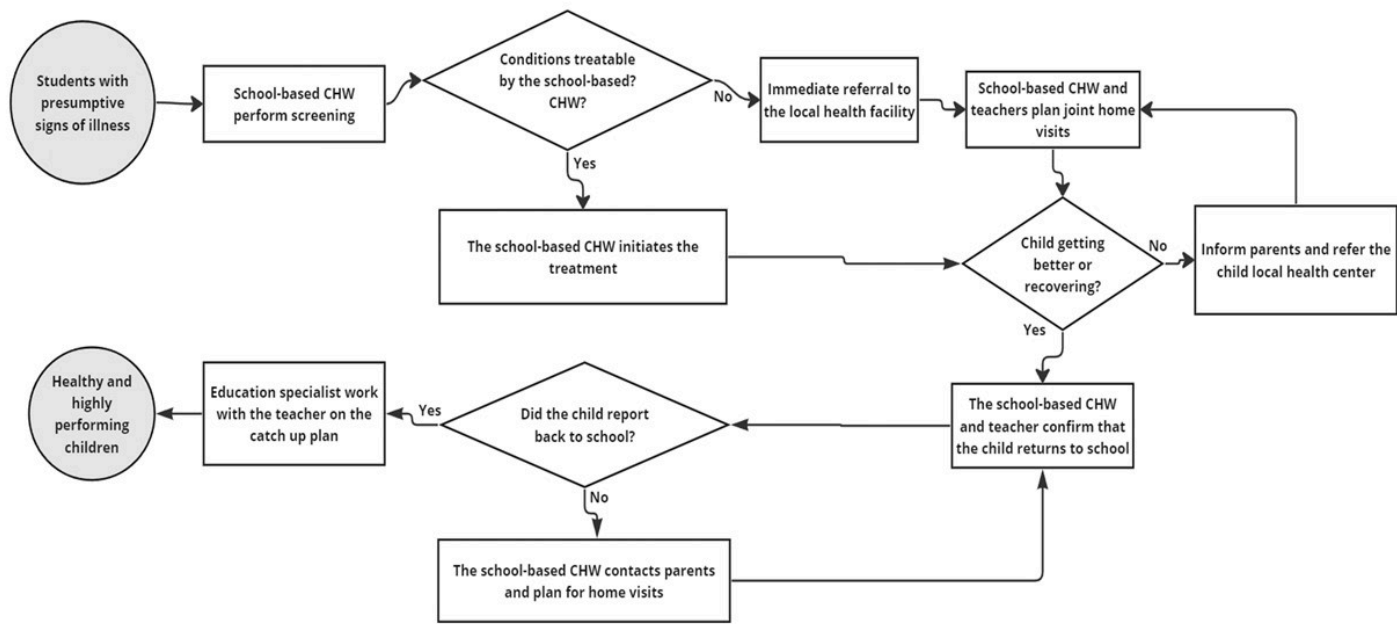 Students with
presumptive
signs of illness
School-based CHW
perform screening
Conditions treatable
by the school-based?
CHW?
No
Immediate referral to
the local health facility
School-based CHW and
teachers plan joint home
visits
Yes
The school-based CHW initiates the
treatment
Child getting
better or
recovering?
No
Inform parents and refer the
child local health center
Yes
The school-based CHW
and teacher confirm that
the child returns to school
Did the child report
back to school?
Yes
Education specialist work
with the teacher on the
catch up plan
Healthy and
highly
performing
children
No
The school-based CHW contacts parents
and plan for home visits